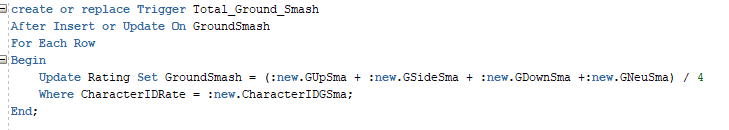 create or replace Trigger Total_Ground_Smash
After Insert or Update On GroundSmash
For Each Row
Begin
Update Rating Set GroundSmash = (:new.GUpSma + :new.GSideSma + :new.GDownSma +:new.GNeuSma) / 4
Where CharacterIDRate = :new.CharacterIDGSma;
End;